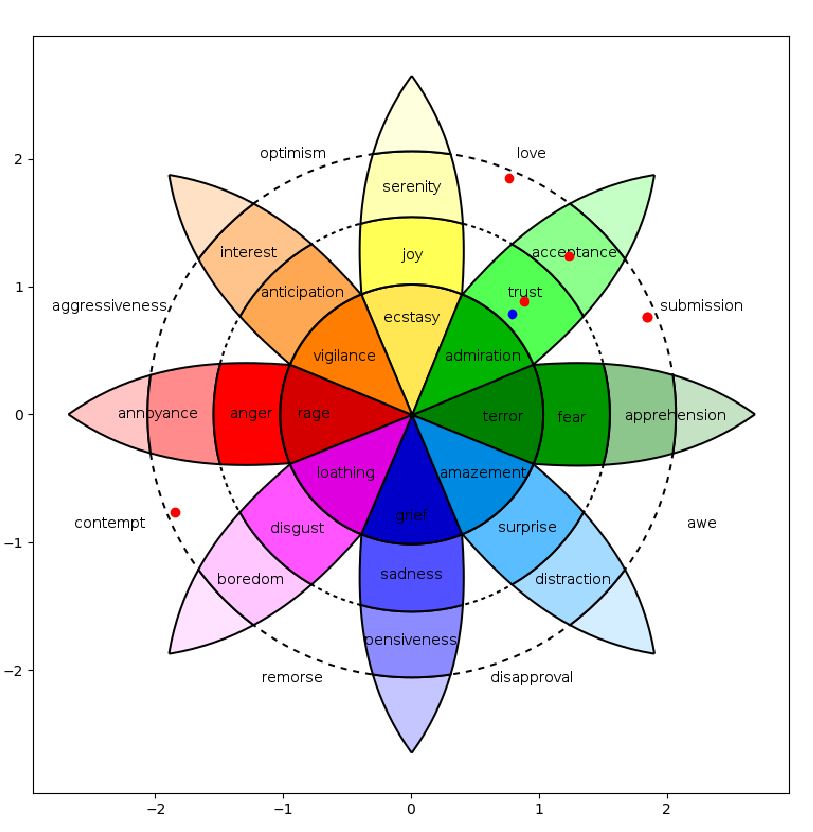 optimism love
2
serenity
interest joy acceptance
anticipation trust
1
aggressiveness submission
ecstasy
vigilance admiration
0 annoyance anger rage terror fear apprehension
loathing amazement
contempt grief awe
disgust surprise
−1
boredom sadness distraction
pensiveness
−2
remorse disapproval
−2 −1 0 1 2